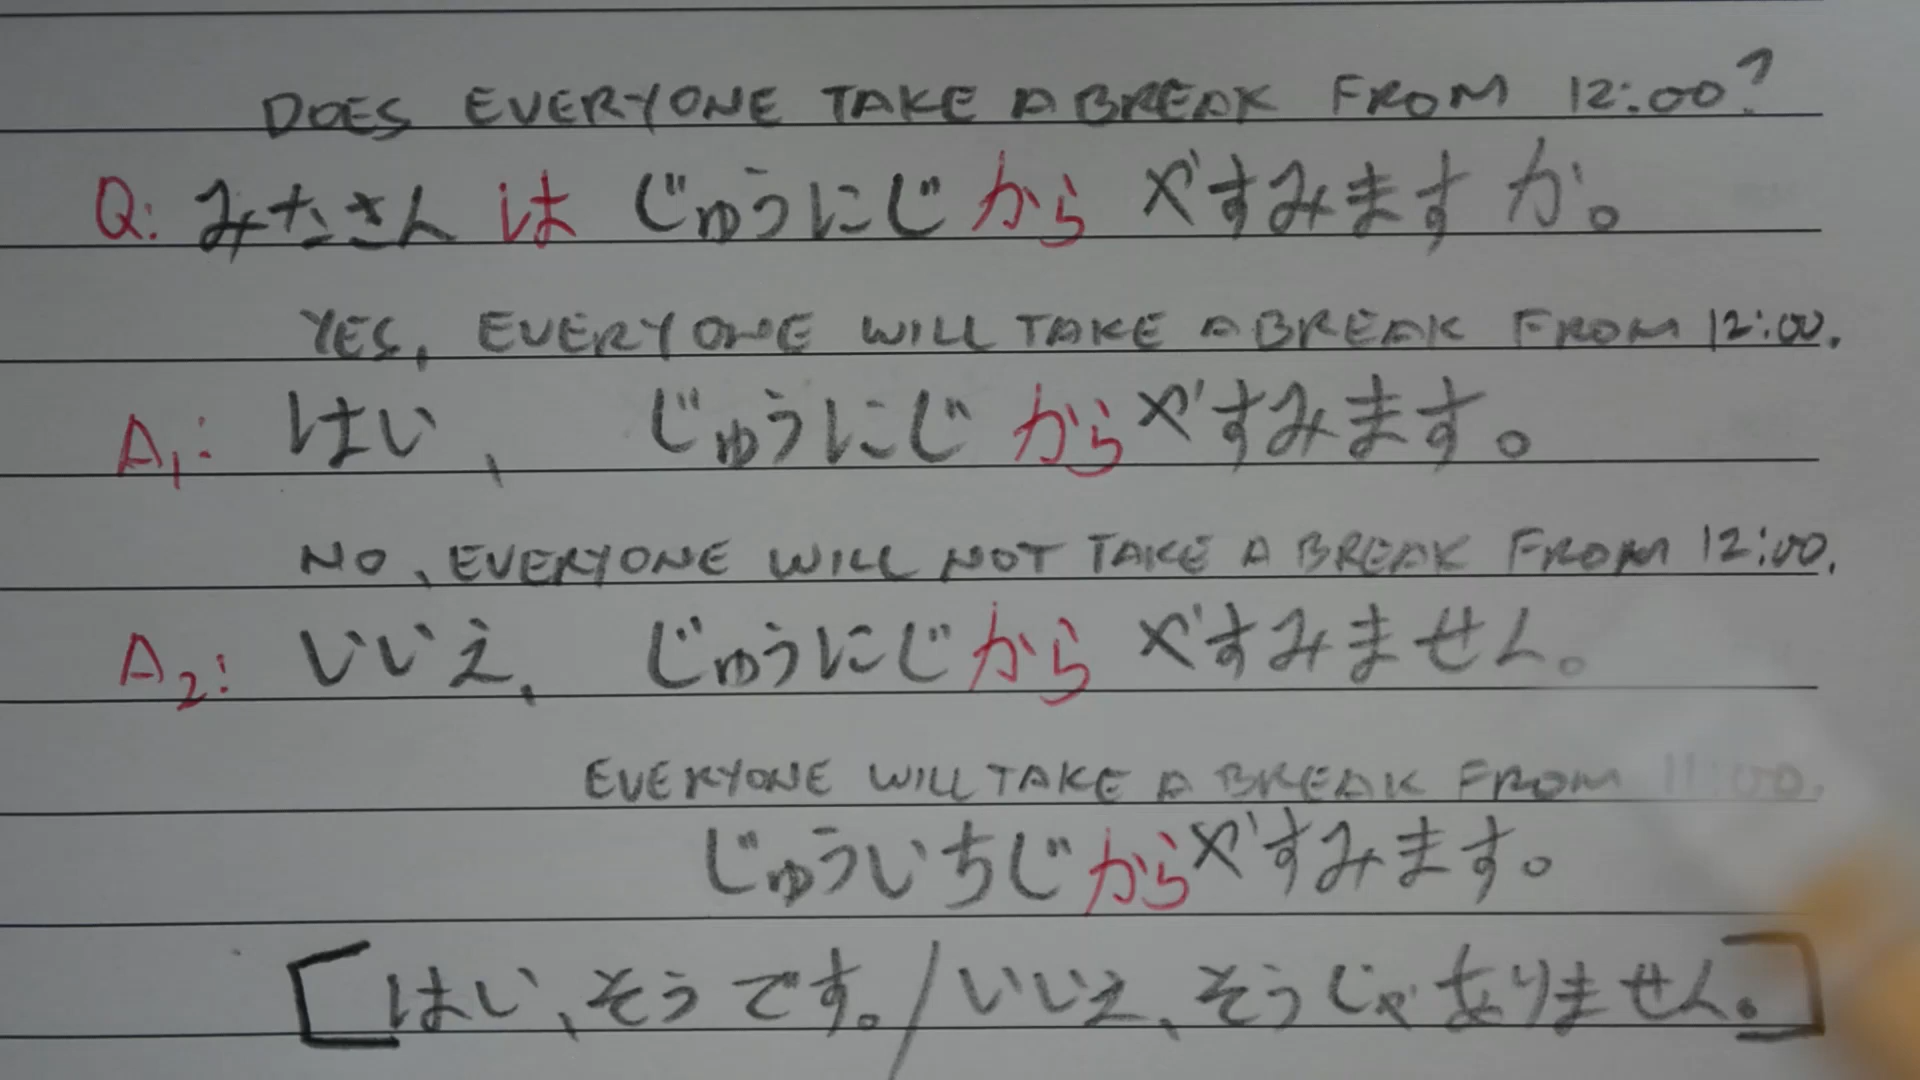 DOES EVERYONE TAKE A BREAK FROM 12:00?
Q: みなさん は じゅうにじ から やすみます か。
YES, EVERYONE WILL TAKE A BREAK FROM 12:00.
A1: はい、 じゅうにじ から やすみます。
NO, EVERYONE WILL NOT TAKE A BREAK FROM 12:00.
A2: いいえ、 じゅうにじ から やすみません。
EVERYONE WILL TAKE A BREAK FROM 11:00.
じゅういちじ から やすみます。
[はい、そうです。/いいえ、そうじゃありません。]